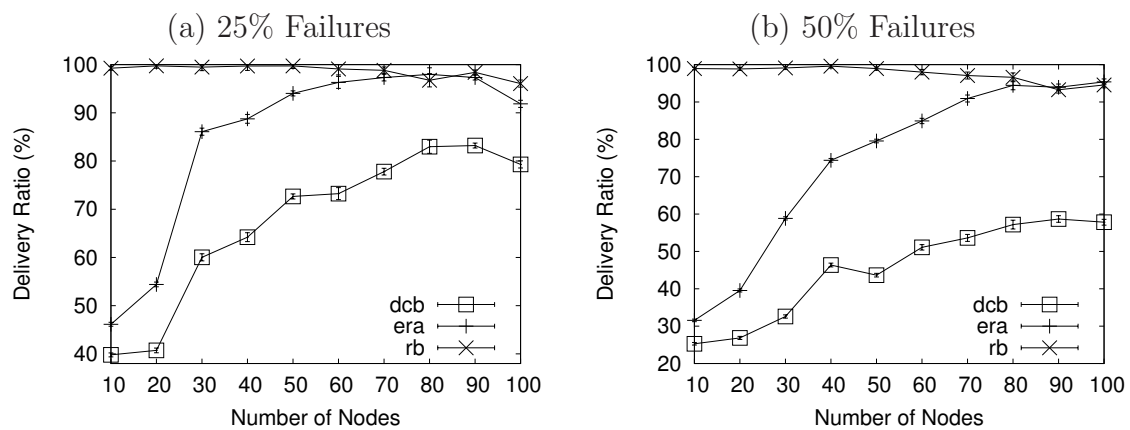 (a) 25% Failures
100
90
80
70
60
50
40
Delivery Ratio (%)
dcb
era
rb
10 20 30 40 50 60 70 80 90 100
Number of Nodes
(b) 50% Failures
100
90
80
70
60
50
40
30
20
Delivery Ratio (%)
dcb
era
rb
10 20 30 40 50 60 70 80 90 100
Number of Nodes